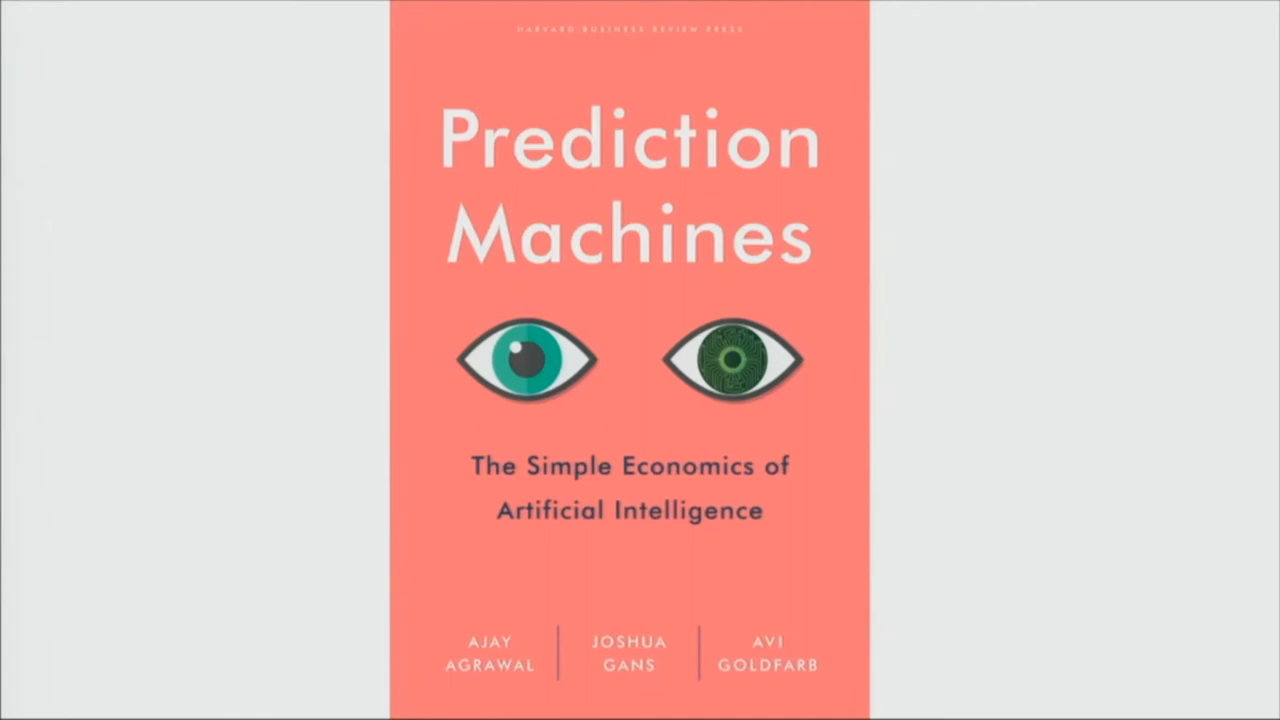 HARVARD BUSINESS REVIEW PRESS
Prediction
Machines
The Simple Economics of
Artificial Intelligence
AJAY
AGRAWAL
JOSHUA
GANS
AVI
GOLDFARB